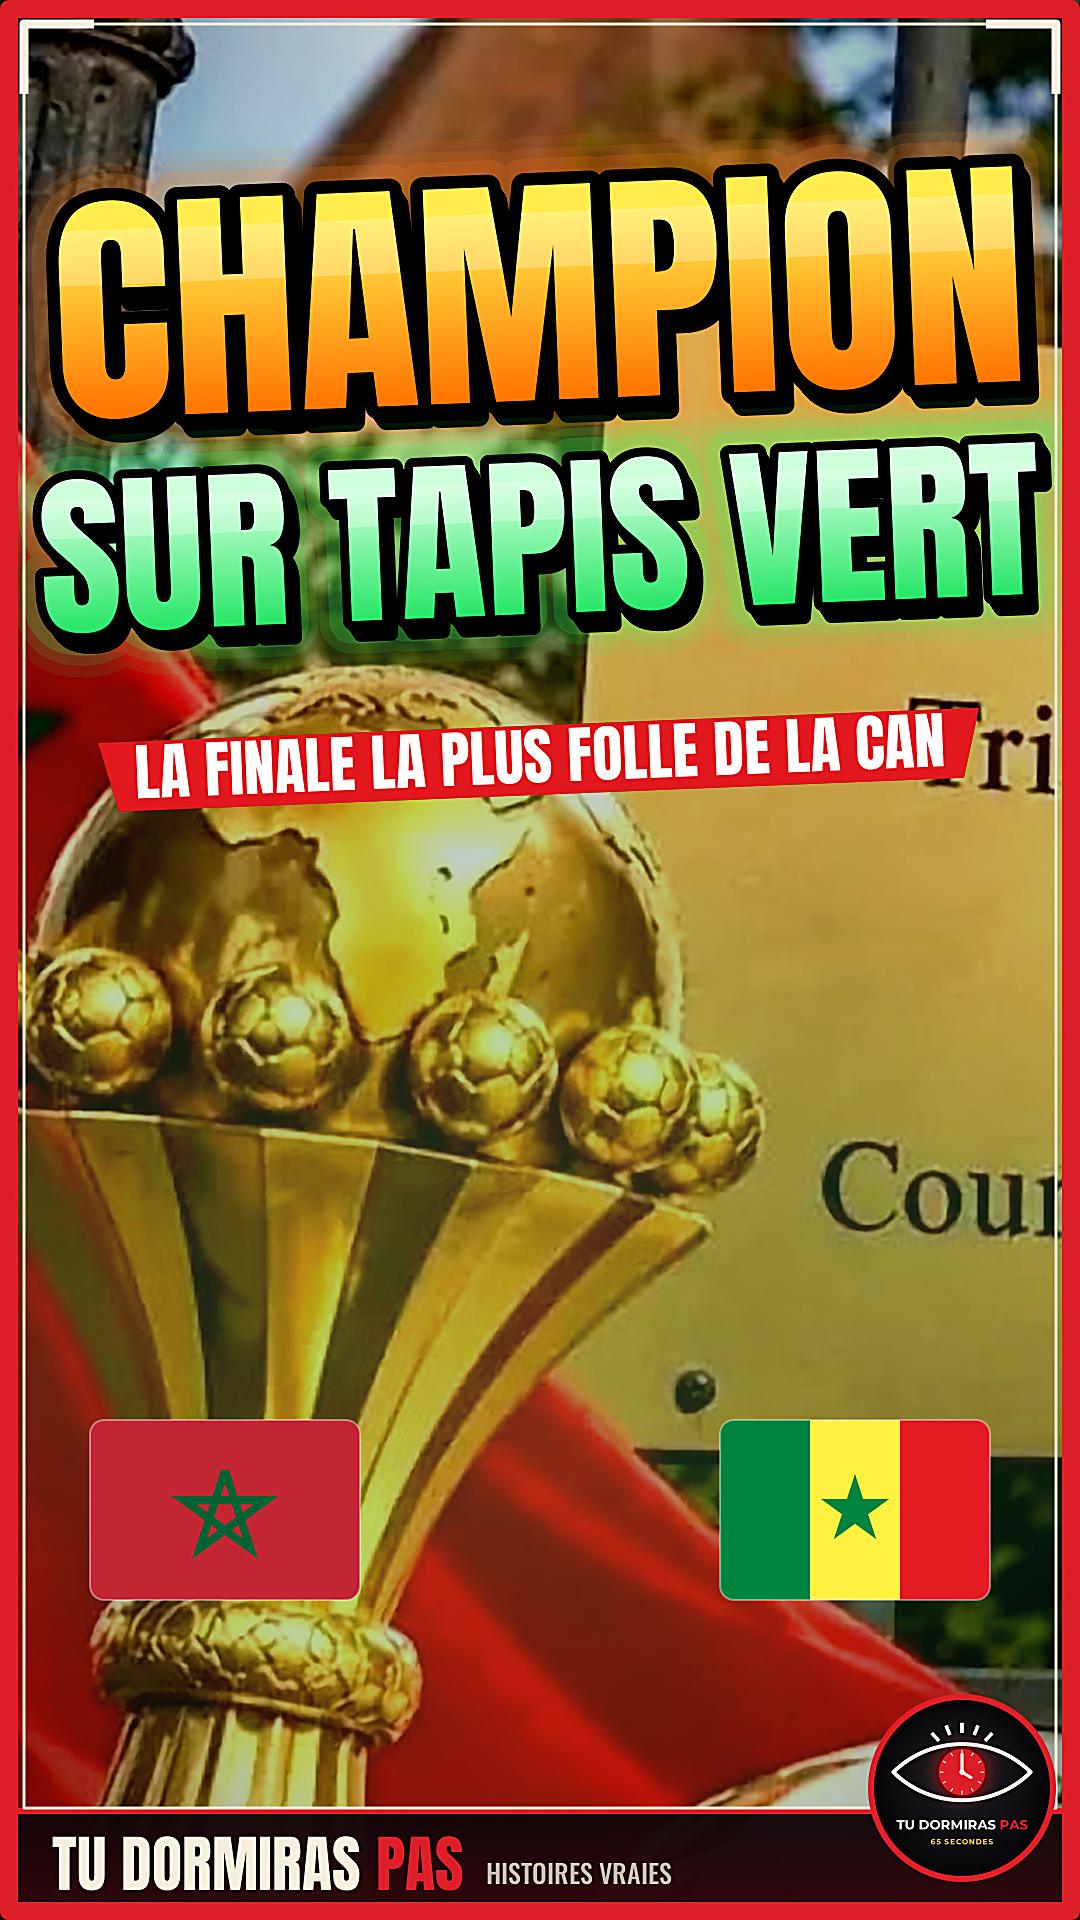 CHAMPION
SUR TAPIS VERT
LA FINALE LA PLUS FOLLE DE LA CAN
Tri
Cour
TU DORMIRAS PAS
65 SECONDES
TU DORMIRAS PAS HISTOIRES VRAIES